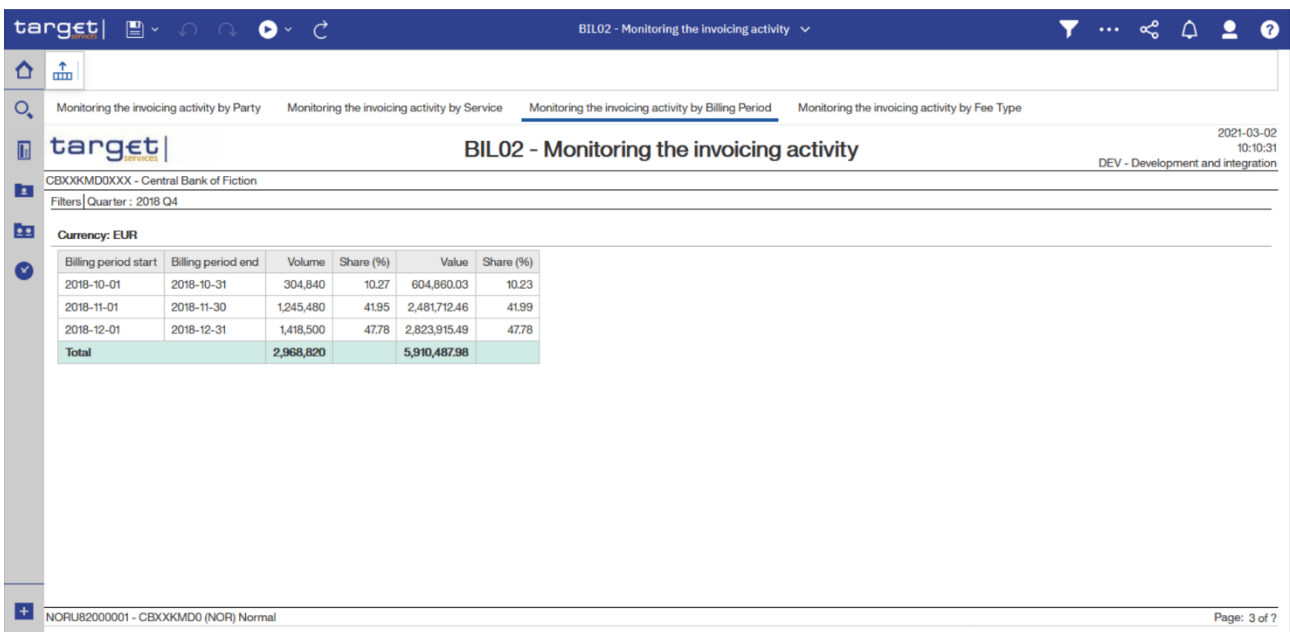 target| services
BIL02 - Monitoring the invoicing activity
Monitoring the invoicing activity by Party Monitoring the invoicing activity by Service Monitoring the invoicing activity by Billing Period Monitoring the invoicing activity by Fee Type
target| services
BIL02 - Monitoring the invoicing activity
2021-03-02
10:10:31
DEV - Development and integration
CBXXKMD0XXX - Central Bank of Fiction
Filters Quarter : 2018 Q4
Currency: EUR
Billing period start Billing period end Volume Share (%) Value Share (%)
2018-10-01 2018-10-31 304,840 10.27 604,860.03 10.23
2018-11-01 2018-11-30 1,245,480 41.95 2,481,712.46 41.99
2018-12-01 2018-12-31 1,418,500 47.78 2,823,915.49 47.78
Total 2,968,820 5,910,487.98
NORU82000001 - CBXXKMD0 (NOR) Normal
Page: 3 of ?